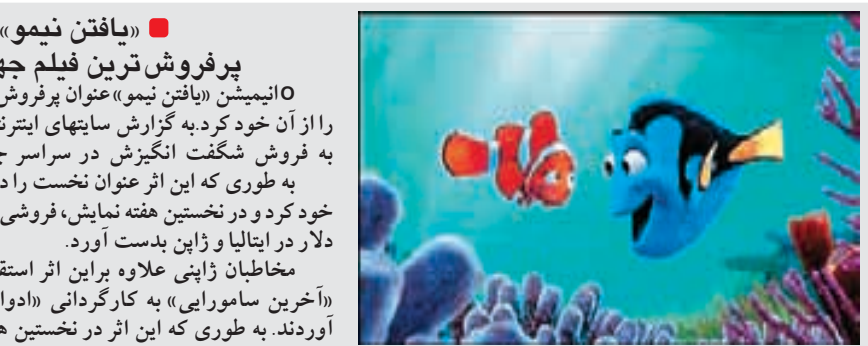 «یافتن نیمو»
پرفروش‌ترین فیلم
انیمیشن «یافتن نیمو» عنوان
را از آن خود کرد. به گزارش سایتهای
به فروش شگفت انگیزش در سراسر
به طوری که این اثر عنوان نخست را
خود کرد و در نخستین هفته نمایش، فروشی
دلار در ایتالیا و ژاپن بدست آورد.
مخاطبان ژاپنی علاوه براین اثر
«آخرین سامورایی» به کارگردانی
آوردند. به طوری که این اثر در نخستین